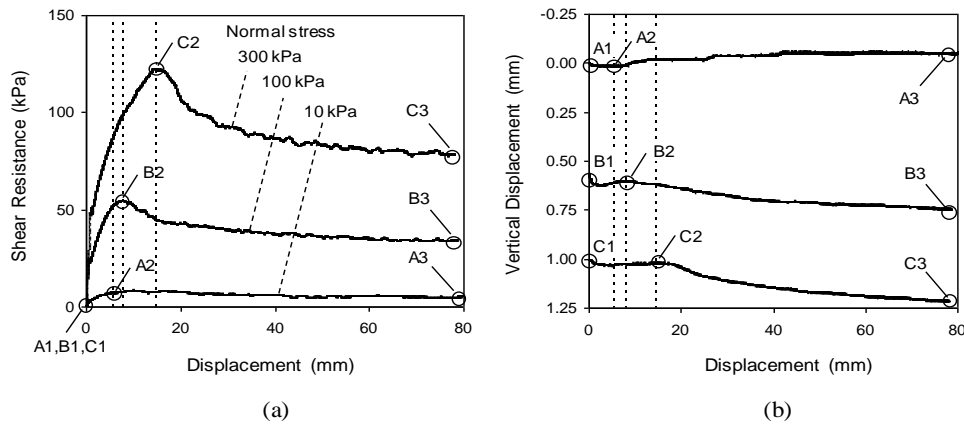 150
100
50
0
Shear Resistance (kPa)
C2
Normal stress
300 kPa
100 kPa
10 kPa
C3
B2
B3
A2
A3
0
20
40
60
80
A1,B1,C1
Displacement (mm)
(a)
-0.25
0.00
0.25
0.50
0.75
1.00
1.25
Vertical Displacement (mm)
A1
A2
A3
B1
B2
B3
C1
C2
C3
0
20
40
60
80
Displacement (mm)
(b)